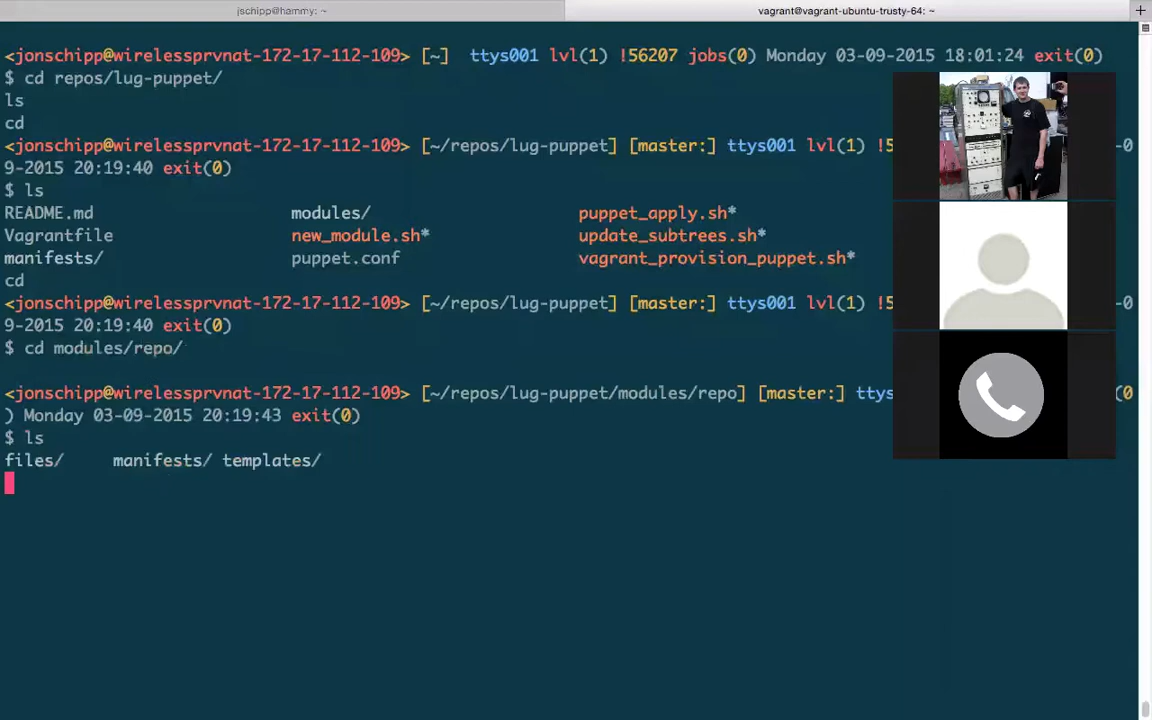 jschipp@hammy: ~
vagrant@vagrant-ubuntu-trusty-64: ~
<jonschipp@wirelessprvnat-172-17-112-109> [~] ttys001 lvl(1) !56207 jobs(0) Monday 03-09-2015 18:01:24 exit(0)
$ cd repos/lug-puppet/
ls
cd
<jonschipp@wirelessprvnat-172-17-112-109> [~/repos/lug-puppet] [master:] ttys001 lvl(1) !5 -0
9-2015 20:19:40 exit(0)
$ ls
README.md modules/ puppet_apply.sh*
Vagrantfile new_module.sh* update_subtrees.sh*
manifests/ puppet.conf vagrant_provision_puppet.sh*
cd
<jonschipp@wirelessprvnat-172-17-112-109> [~/repos/lug-puppet] [master:] ttys001 lvl(1) !5 -0
9-2015 20:19:40 exit(0)
$ cd modules/repo/
<jonschipp@wirelessprvnat-172-17-112-109> [~/repos/lug-puppet/modules/repo] [master:] ttys (0
) Monday 03-09-2015 20:19:43 exit(0)
$ ls
files/ manifests/ templates/